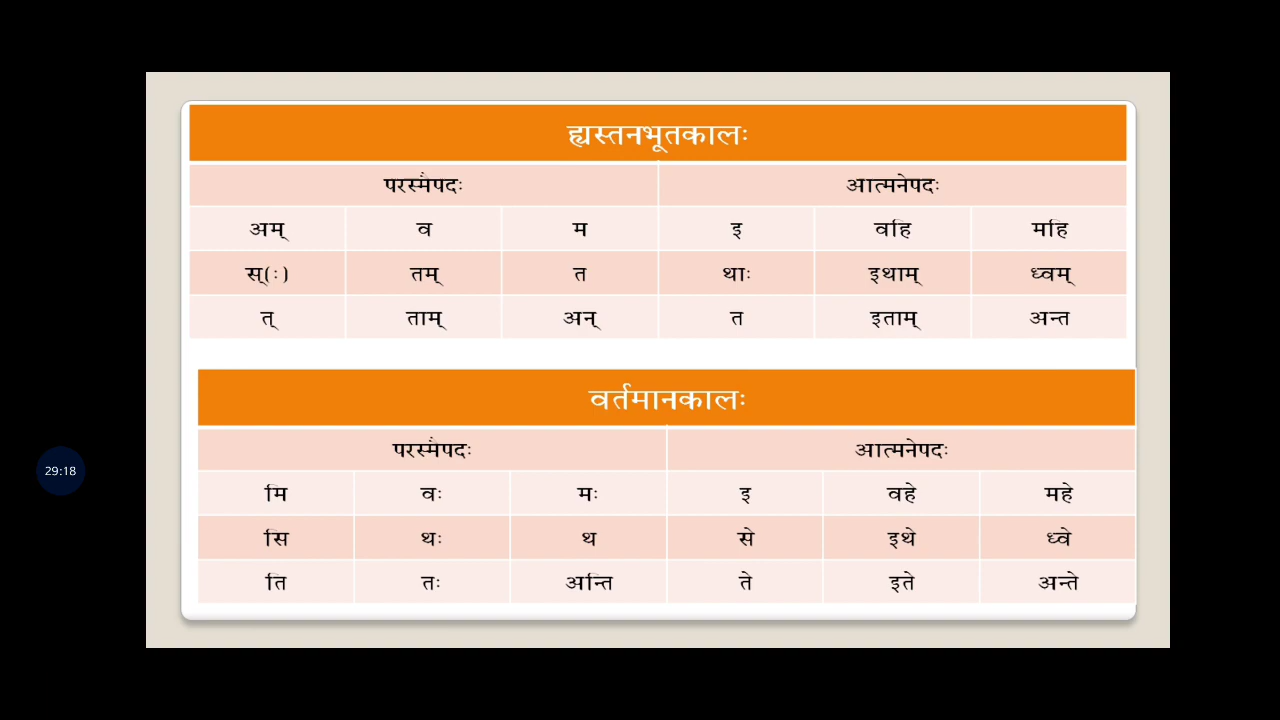 ह्यस्तनभूतकालः
परस्मैपदः आत्मनेपदः
अम् व म इ वहि महि
स्(ः) तम् त थाः इथाम् ध्वम्
त् ताम् अन् त इताम् अन्त
वर्तमानकालः
परस्मैपदः आत्मनेपदः
मि वः मः इ वहे महे
सि थः थ से इथे ध्वे
ति तः अन्ति ते इते अन्ते
29:18